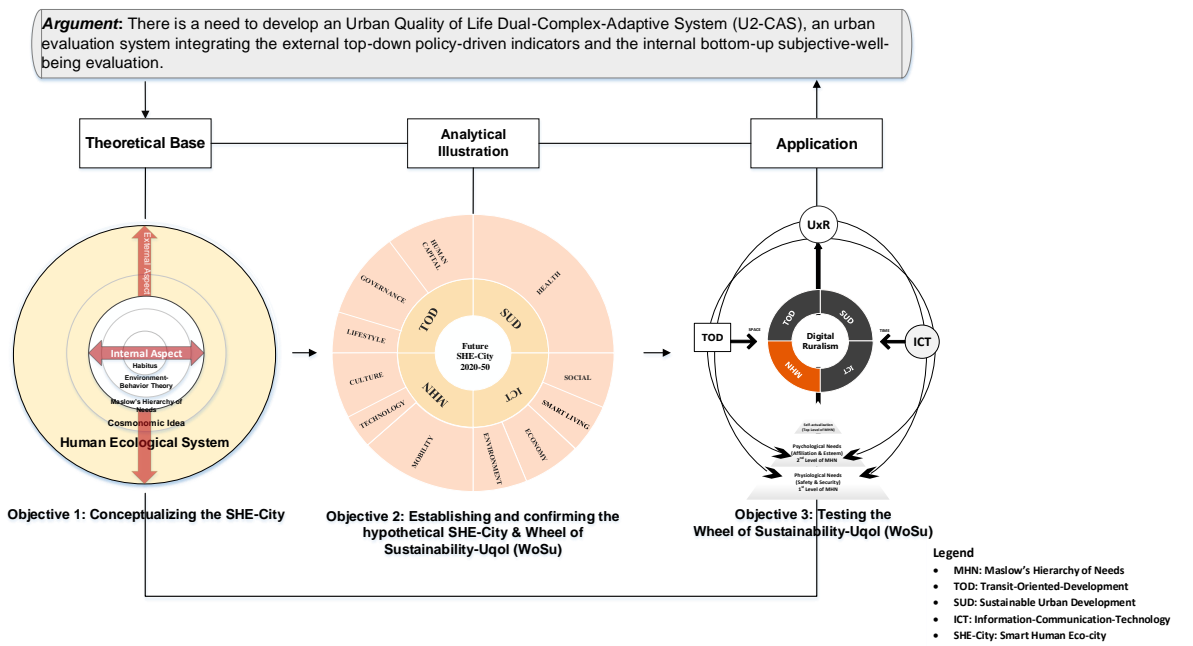 Argument: There is a need to develop an Urban Quality of Life Dual-Complex-Adaptive System (U2-CAS), an urban
evaluation system integrating the external top-down policy-driven indicators and the internal bottom-up subjective-well-
being evaluation.
Theoretical Base
Analytical
Illustration
Application
External Aspect
Internal Aspect
Habitus
Environment-
Behavior Theory
Maslow's Hierarchy of
Needs
Cosmonomic Idea
Human Ecological System
Objective 1: Conceptualizing the SHE-City
HUMAN
CAPITAL
HEALTH
GOVERNANCE
LIFESTYLE
CULTURE
TECHNOLOGY
MOBILITY
ENVIRONMENT
ECONOMY
SMART LIVING
SOCIAL
TOD
SUD
MHN
ICT
Future
SHE-City
2020-50
Objective 2: Establishing and confirming the
hypothetical SHE-City & Wheel of
Sustainability-Uqol (WoSu)
UxR
TOD
SPACE
TOD
SUD
MHN
ICT
Digital
Ruralism
TIME
ICT
Self-actualisation
(Top Level of MHN)
Psychological Needs
(Affiliation & Esteem)
2nd Level of MHN
Physiological Needs
(Safety & Security)
1st Level of MHN
Objective 3: Testing the
Wheel of Sustainability-Uqol (WoSu)
Legend
• MHN: Maslow's Hierarchy of Needs
• TOD: Transit-Oriented-Development
• SUD: Sustainable Urban Development
• ICT: Information-Communication-Technology
• SHE-City: Smart Human Eco-city